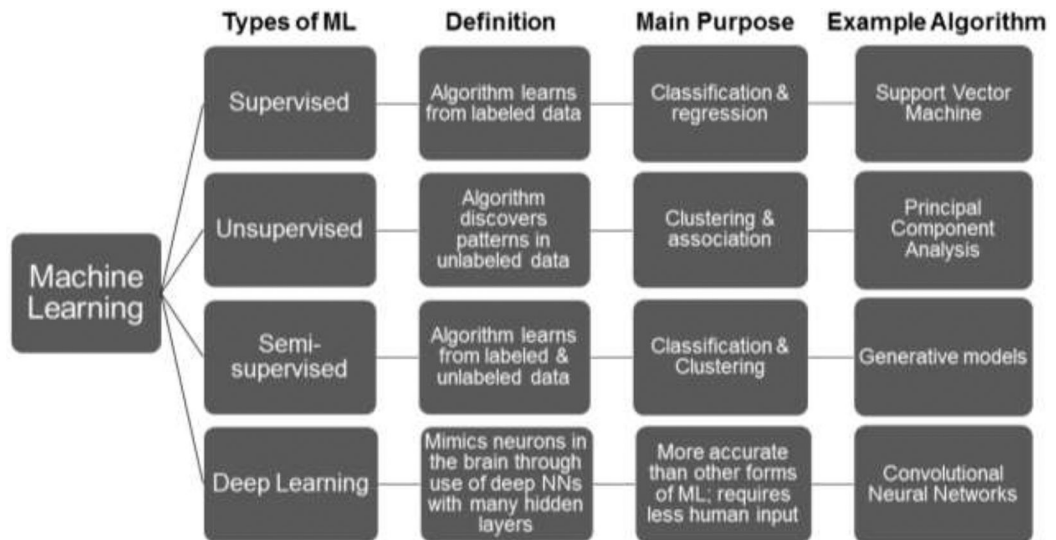 Types of ML
Definition
Main Purpose
Example Algorithm
Machine
Learning
Supervised
Algorithm learns
from labeled data
Classification &
regression
Support Vector
Machine
Unsupervised
Algorithm
discovers
patterns in
unlabeled data
Clustering &
association
Principal
Component
Analysis
Semi-
supervised
Algorithm learns
from labeled &
unlabeled data
Classification &
Clustering
Generative models
Deep Learning
Mimics neurons in
the brain through
use of deep NNs
with many hidden
layers
More accurate
than other forms
of ML; requires
less human input
Convolutional
Neural Networks